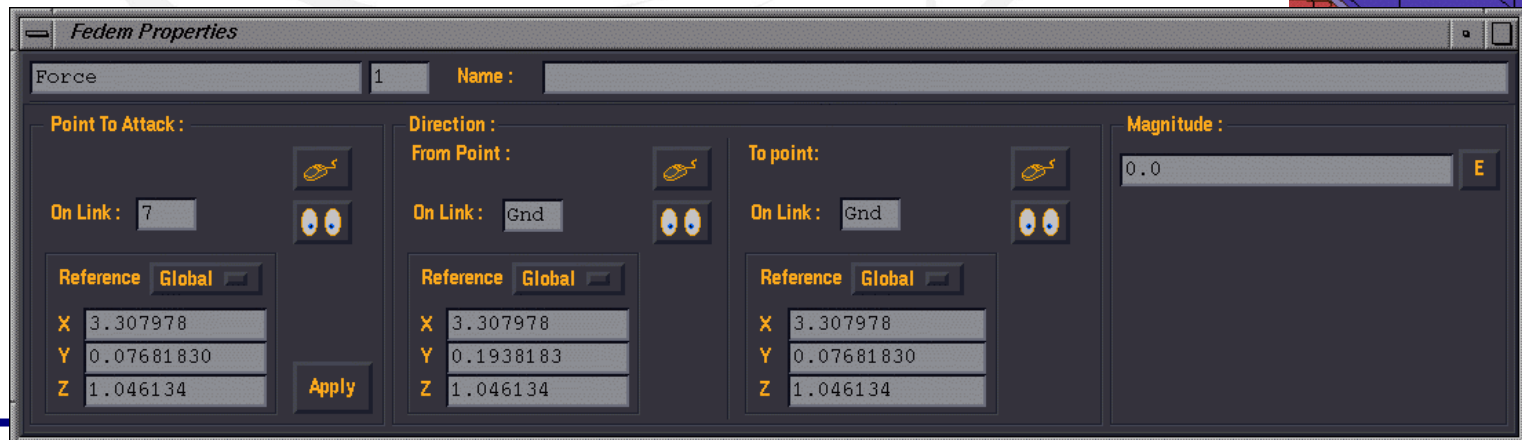 Fedem Properties
Force 1 Name :
Point To Attack :
On Link : 7
Reference Global
X 3.307978
Y 0.07681830
Z 1.046134
Apply
Direction :
From Point :
On Link : Gnd
Reference Global
X 3.307978
Y 0.1938183
Z 1.046134
To point:
On Link : Gnd
Reference Global
X 3.307978
Y 0.07681830
Z 1.046134
Magnitude :
0.0 E